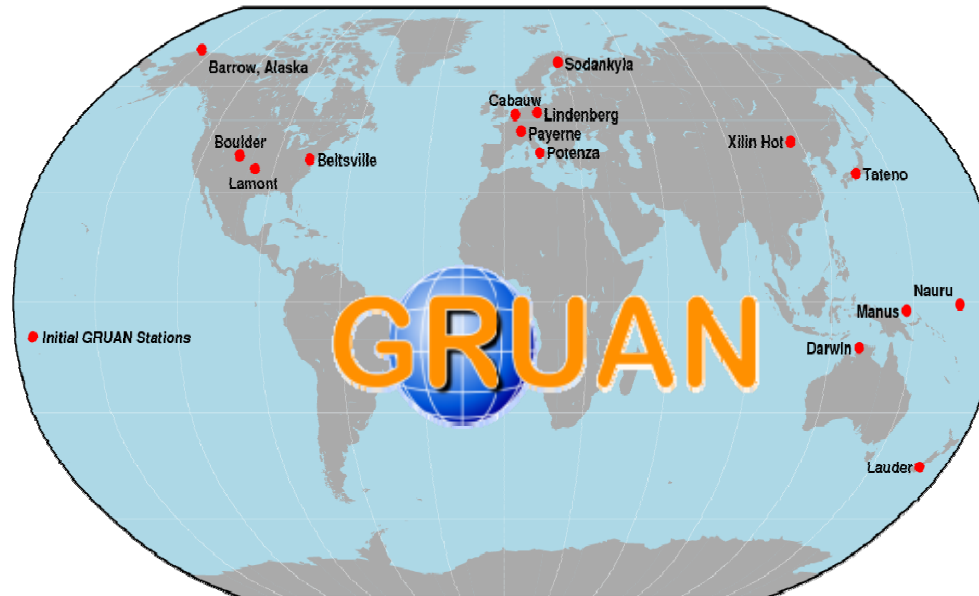 Barrow, Alaska
Sodankyla
Cabauw
Lindenberg
Payerne
Potenza
Boulder
Beltsville
Lamont
Xilin Hot
Tateno
Nauru
Manus
Darwin
Initial GRUAN Stations
GRUAN
Lauder